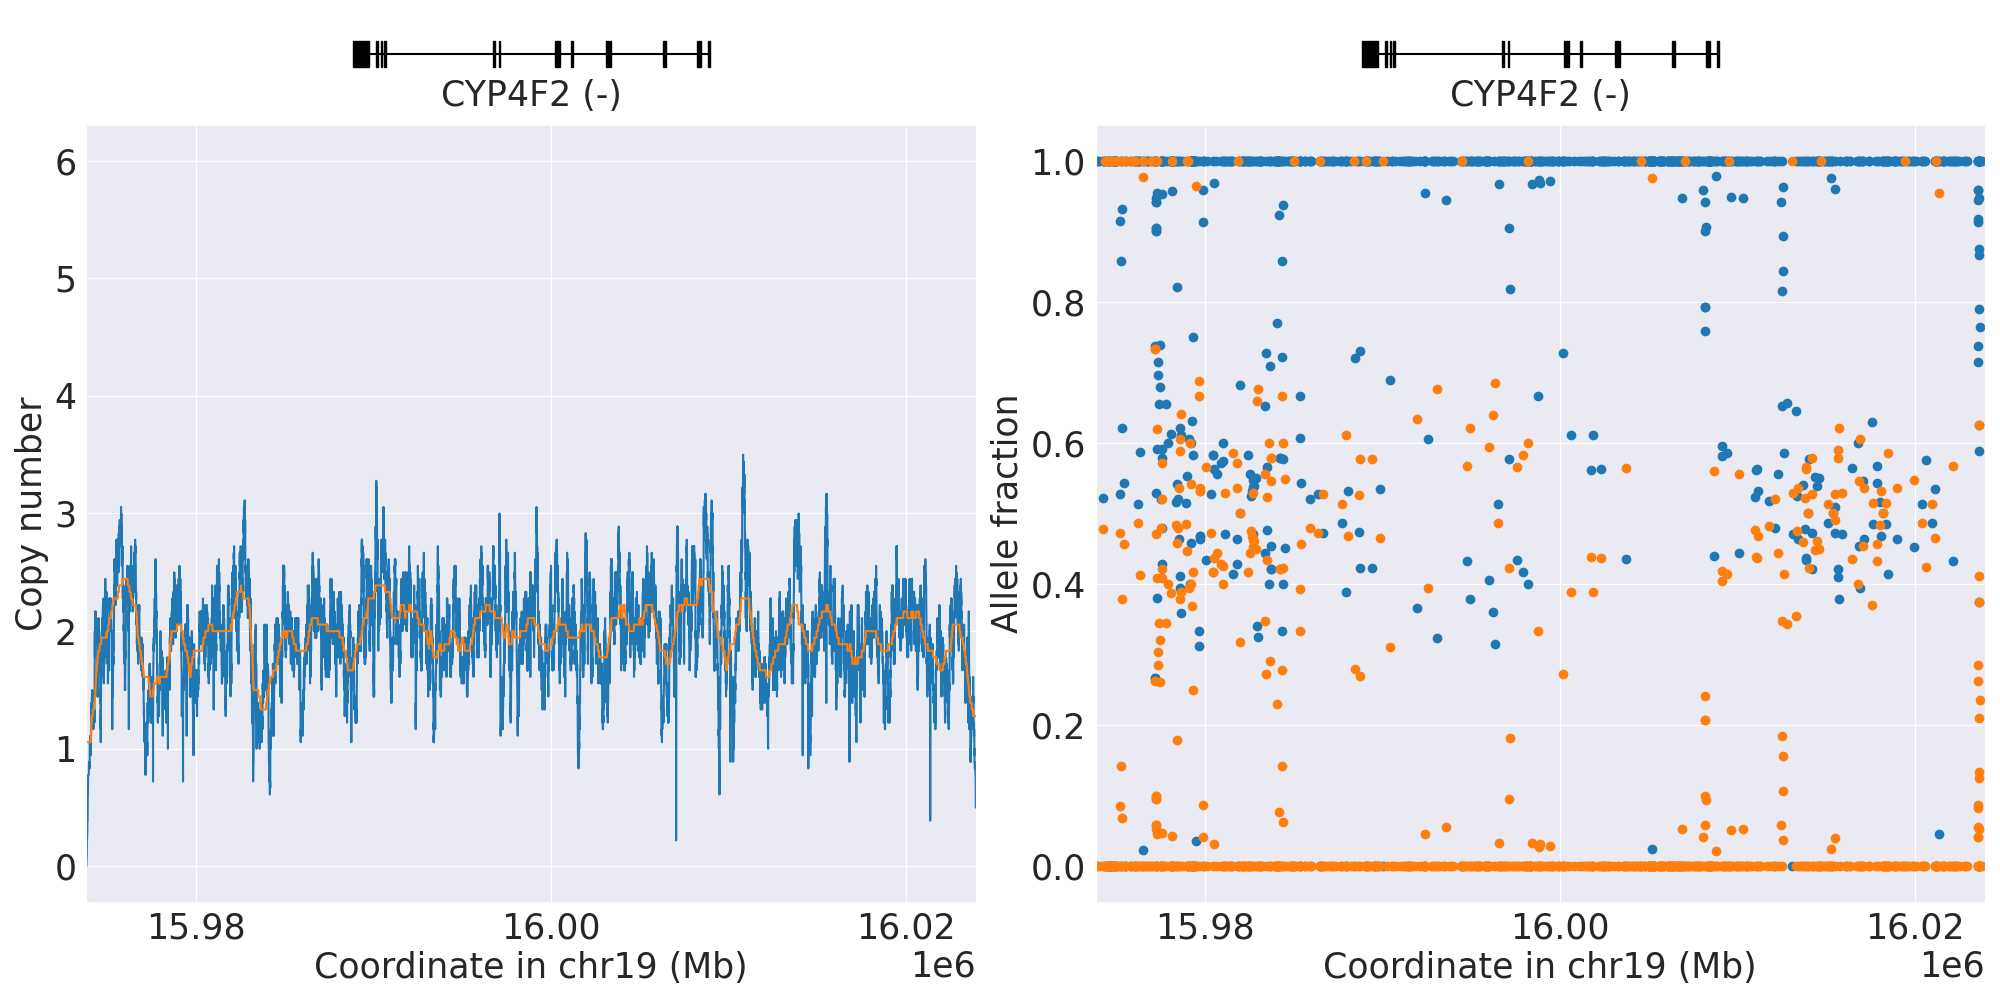 CYP4F2 (-)
Copy number
6
5
4
3
2
1
0
15.98 16.00 16.02
Coordinate in chr19 (Mb) 1e6
CYP4F2 (-)
Allele fraction
1.0
0.8
0.6
0.4
0.2
0.0
15.98 16.00 16.02
Coordinate in chr19 (Mb) 1e6